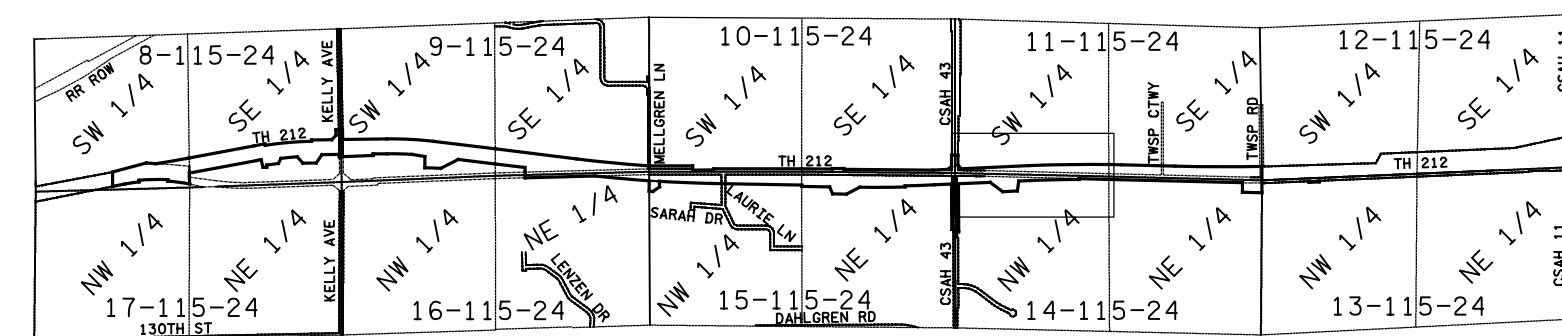 8-115-24
9-115-24
10-115-24
11-115-24
12-115-24
RR ROW
SW 1/4
SE 1/4
KELLY AVE
SW 1/4
SE 1/4
MELLGREN LN
SW 1/4
SE 1/4
CSAH 43
SW 1/4
TWSP CTWY
SE 1/4
TWSP RD
SW 1/4
SE 1/4
TH 212
TH 212
TH 212
NW 1/4
NE 1/4
KELLY AVE
NW 1/4
NE 1/4
LENZEN DR
SARAH DR
LAURIE LN
NW 1/4
NE 1/4
CSAH 43
NW 1/4
NE 1/4
NW 1/4
NE 1/4
CSAH 11
17-115-24
16-115-24
15-115-24
14-115-24
13-115-24
130TH ST
DAHLGREN RD